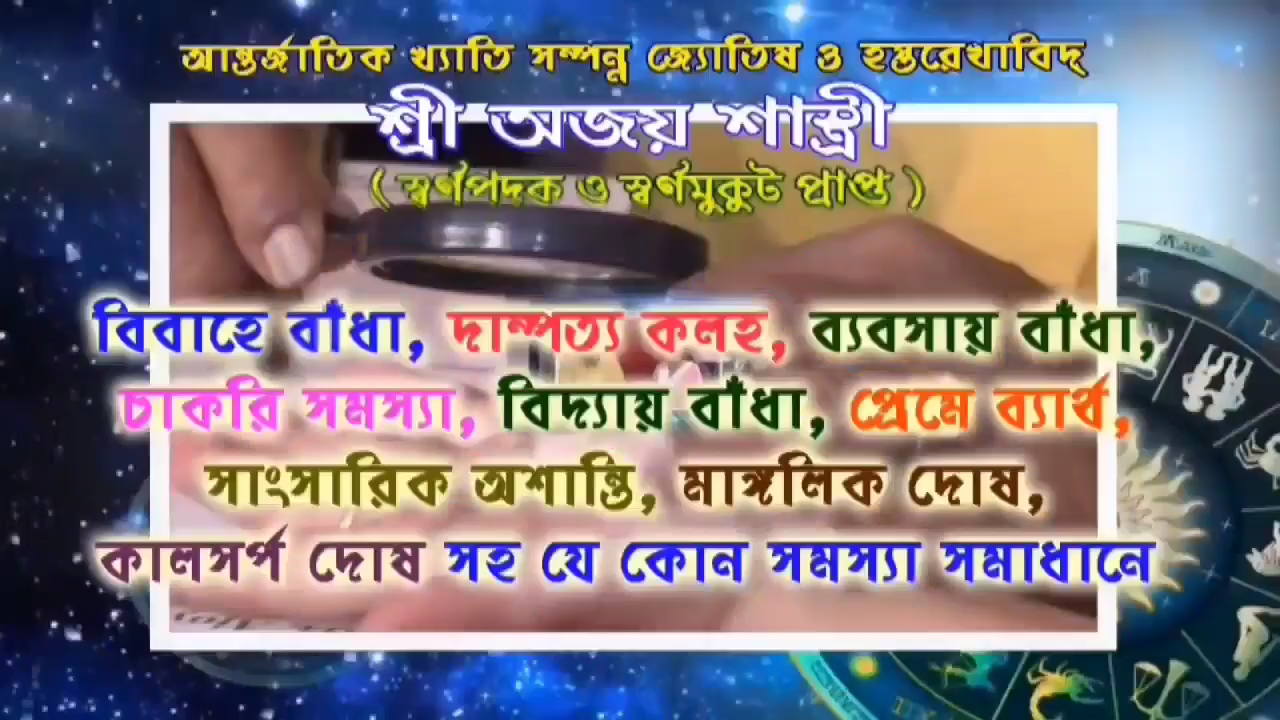 আন্তর্জাতিক খ্যাতি সম্পন্ন জ্যোতিষ ও হস্তরেখাবিদ্
শ্রী অজয় শাস্ত্রী
( স্বর্ণপদক ও স্বর্ণমুকুট প্রাপ্ত )
বিবাহে বাঁধা, দাম্পত্য কলহ, ব্যবসায় বাঁধা,
চাকরি সমস্যা, বিদ্যায় বাঁধা, প্রেমে ব্যার্থ,
সাংসারিক অশান্তি, মাঙ্গলিক দোষ,
কালসর্প দোষ সহ যে কোন সমস্যা সমাধানে